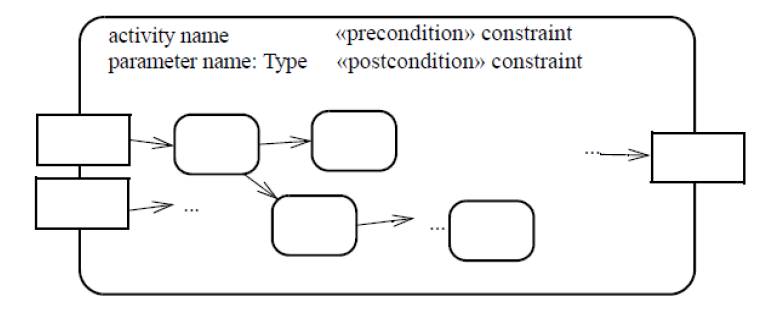 activity name «precondition» constraint
parameter name: Type «postcondition» constraint
...
...
...